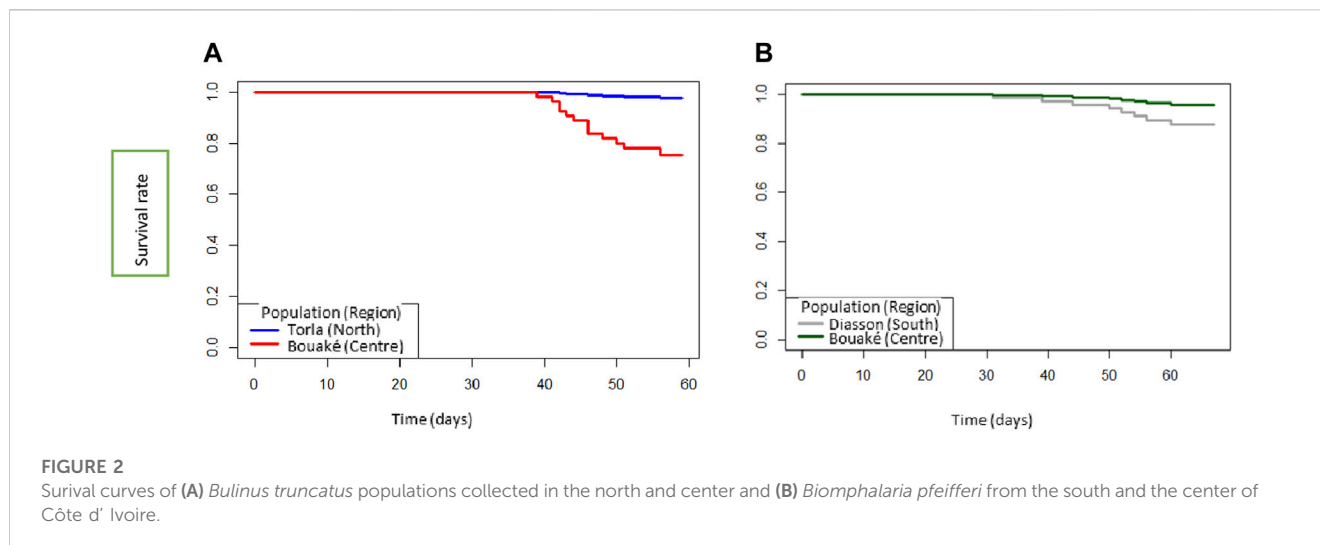 A
B
Survival rate
1.0
0.8
0.6
0.4
0.2
0.0
Population (Region)
Torla (North)
Bouaké (Centre)
0 10 20 30 40 50 60
Time (days)
1.0
0.8
0.6
0.4
0.2
0.0
Population (Region)
Diasson (South)
Bouaké (Centre)
0 10 20 30 40 50 60
Time (days)
FIGURE 2
Surival curves of (A) Bulinus truncatus populations collected in the north and center and (B) Biomphalaria pfeifferi from the south and the center of
Côte d’ Ivoire.